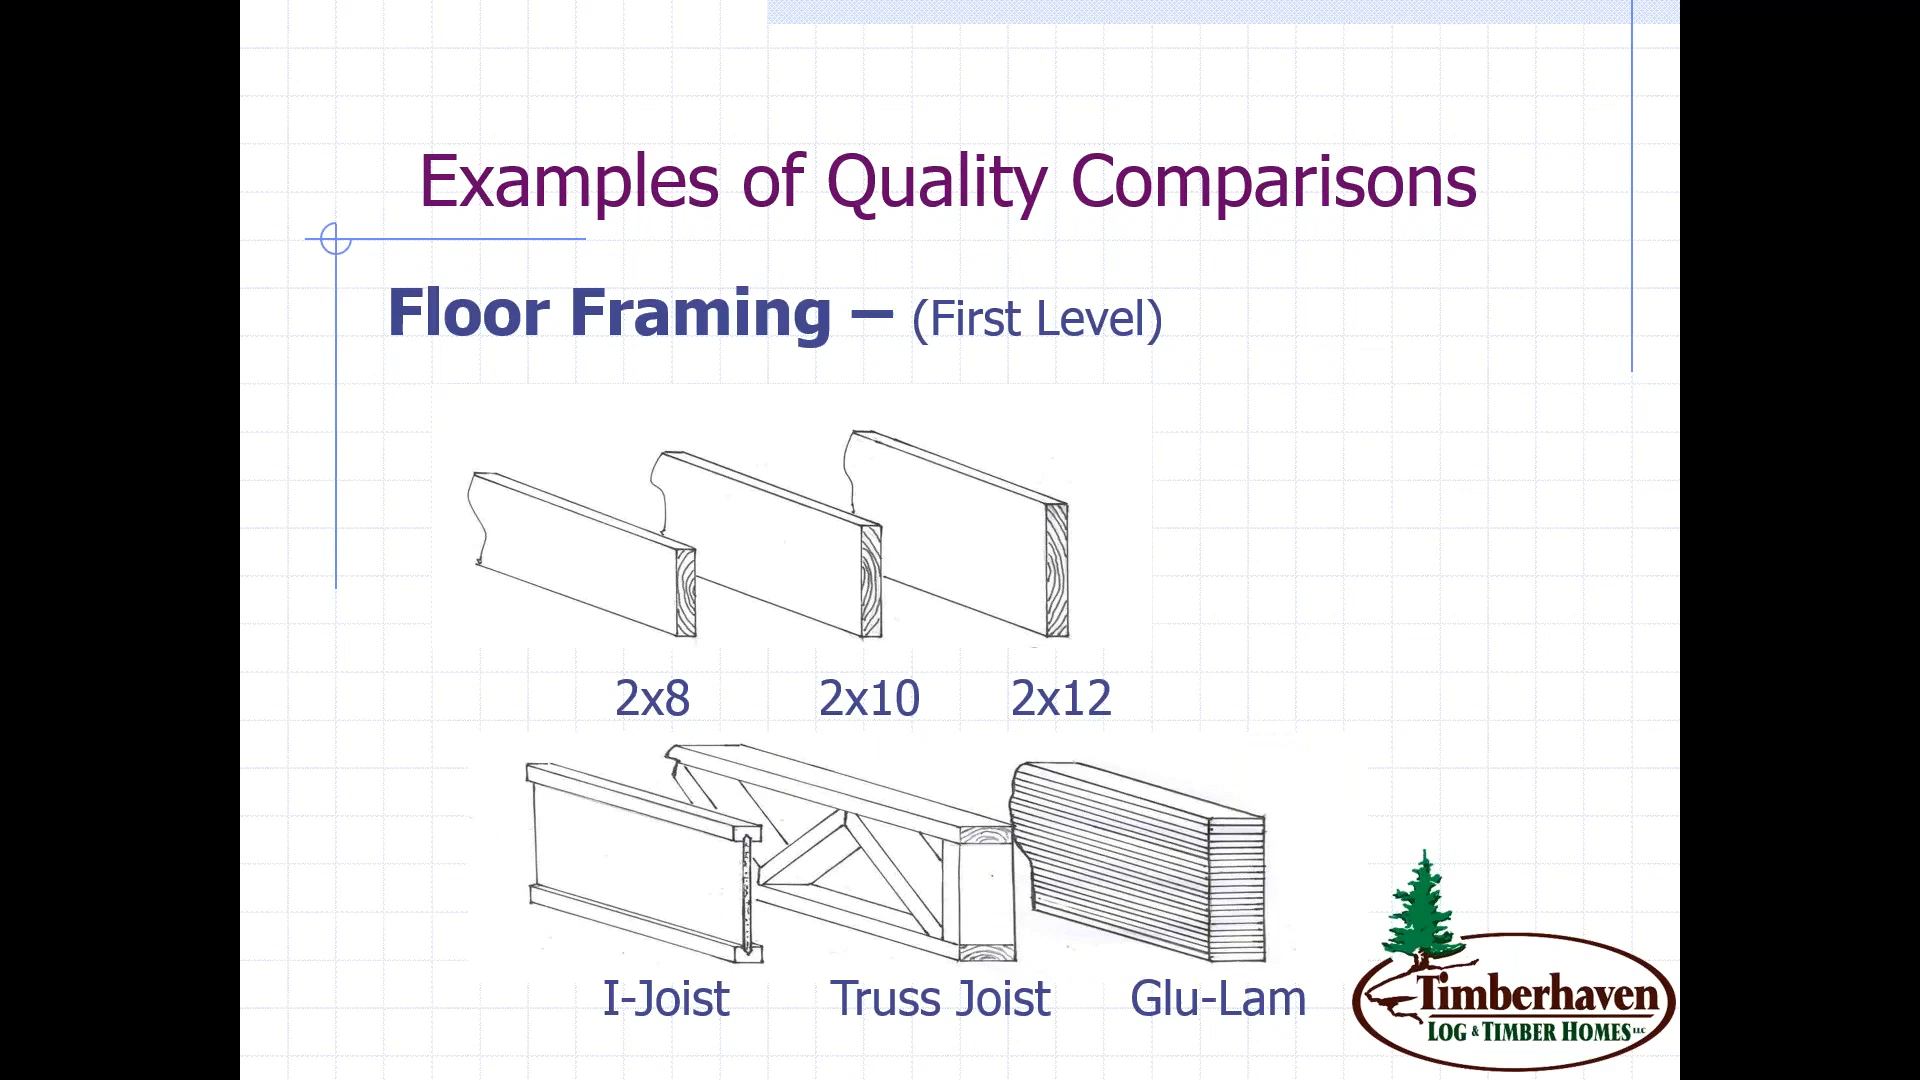 Examples of Quality Comparisons
Floor Framing – (First Level)
2x8 2x10 2x12
I-Joist Truss Joist Glu-Lam
Timberhaven
LOG & TIMBER HOMES LLC